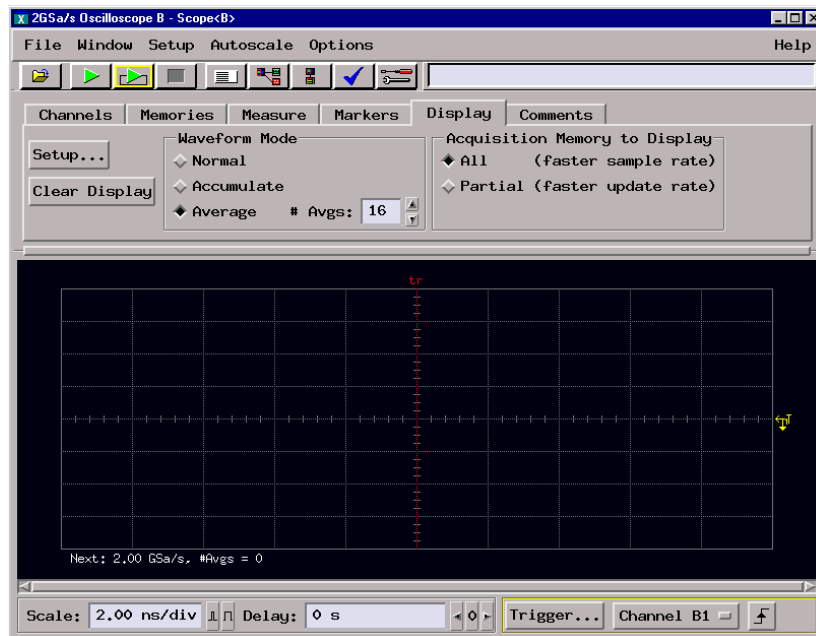 2GSa/s Oscilloscope B - Scope<B>
File Window Setup Autoscale Options Help
Channels Memories Measure Markers Display Comments
Waveform Mode Acquisition Memory to Display
Setup... Normal All (faster sample rate)
Clear Display Accumulate Partial (faster update rate)
Average # Avgs: 16
tr
T
Next: 2.00 GSa/s, #Avgs = 0
Scale: 2.00 ns/div Delay: 0 s 0 Trigger... Channel B1